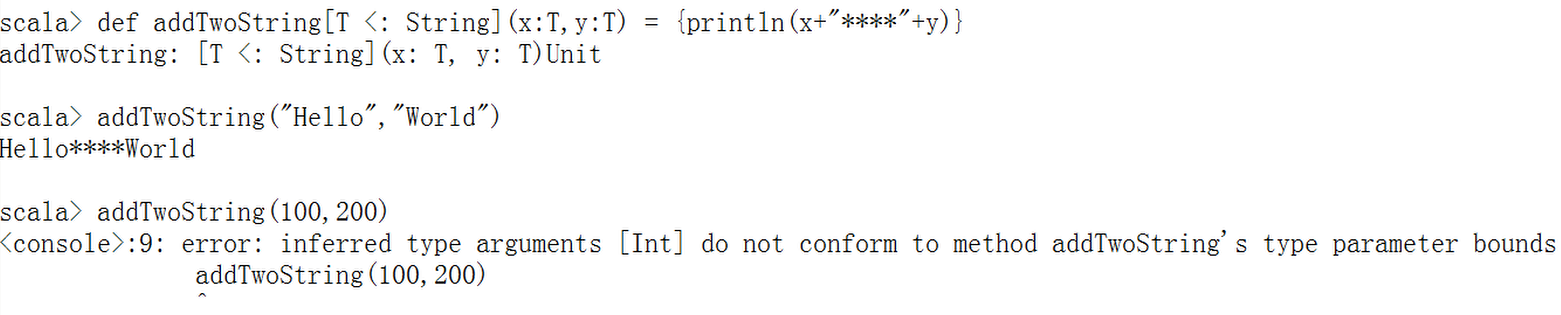 scala> def addTwoString[T <: String](x:T,y:T) = {println(x+"****"+y)}
addTwoString: [T <: String](x: T, y: T)Unit
scala> addTwoString("Hello","World")
Hello****World
scala> addTwoString(100,200)
<console>:9: error: inferred type arguments [Int] do not conform to method addTwoString's type parameter bounds
addTwoString(100,200)
^